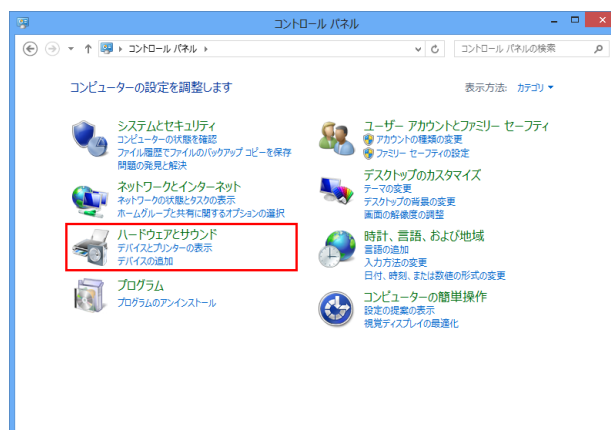 コントロール パネル
コントロール パネル
コントロール パネルの検索
コンピューターの設定を調整します
表示方法: カテゴリ
システムとセキュリティ
コンピューターの状態を確認
ファイル履歴でファイルのバックアップ コピーを保存
問題の発見と解決
ネットワークとインターネット
ネットワークの状態とタスクの表示
ホームグループと共有に関するオプションの選択
ハードウェアとサウンド
デバイスとプリンターの表示
デバイスの追加
プログラム
プログラムのアンインストール
ユーザー アカウントとファミリー セーフティ
アカウントの種類の変更
ファミリー セーフティの設定
デスクトップのカスタマイズ
テーマの変更
デスクトップの背景の変更
画面の解像度の調整
時計、言語、および地域
言語の追加
入力方法の変更
日付、時刻、または数値の形式の変更
コンピューターの簡単操作
設定の提案の表示
視覚ディスプレイの最適化